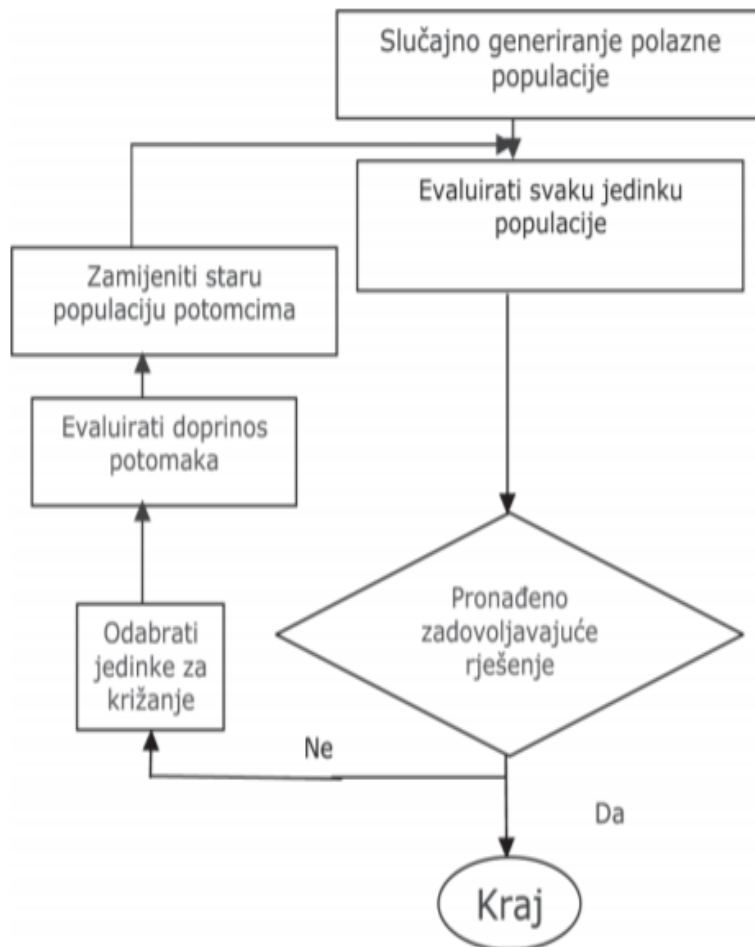 Slučajno generiranje polazne
populacije
Evaluirati svaku jedinku
populacije
Zamijeniti staru
populaciju potomcima
Evaluirati doprinos
potomaka
Pronađeno
zadovoljavajuće
rješenje
Odabrati
jedinke za
križanje
Ne
Da
Kraj